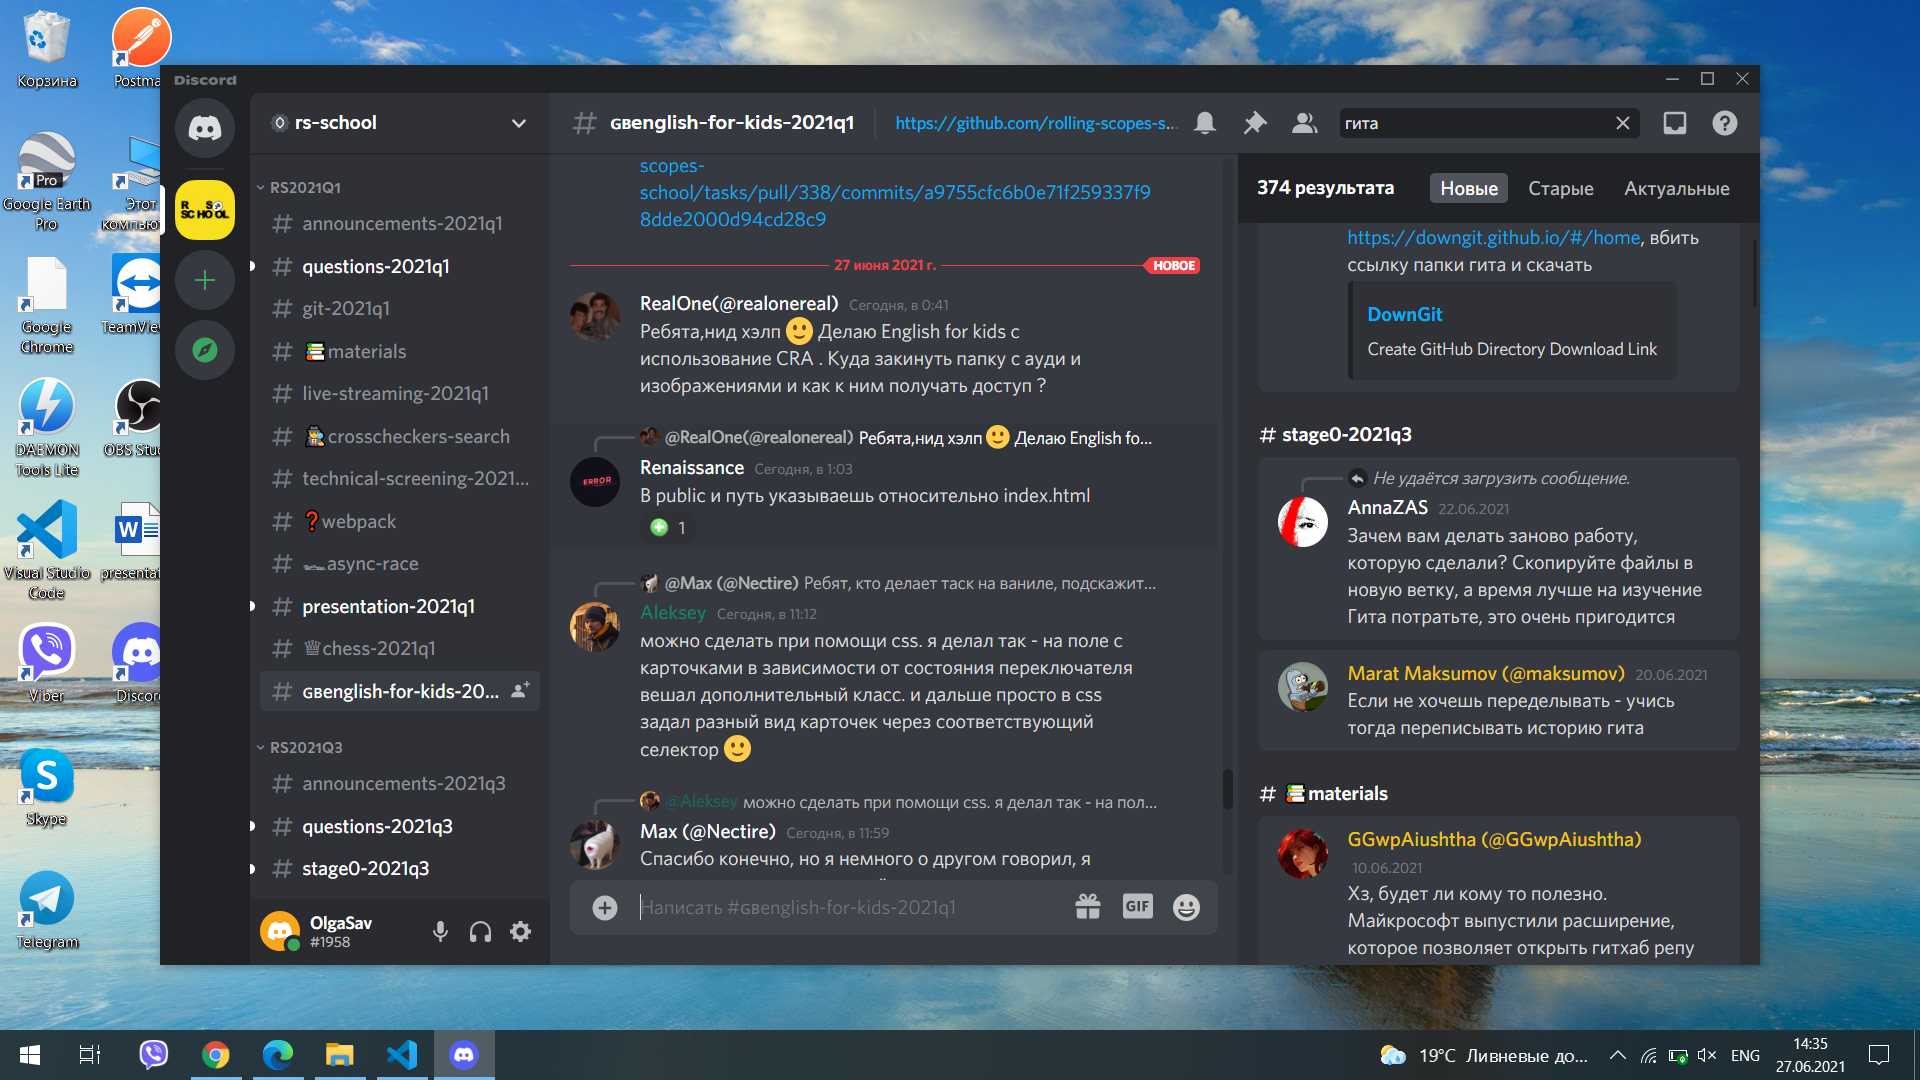 Корзина
Postma
Pro
Google Earth
Pro
Этот
компью
Google
Chrome
TeamVie
DAEMON
Tools Lite
OBS Stu
Visual Studio
Code
W
presentat
Viber
Discor
S
Skype
Telegram
Discord
R S
SCHOOL
rs-school
RS2021Q1
# announcements-2021q1
# questions-2021q1
# git-2021q1
# 📚materials
# live-streaming-2021q1
# 🕵crosscheckers-search
# technical-screening-2021...
# ❓webpack
# 🏎async-race
# presentation-2021q1
# ♕chess-2021q1
# ɢʙenglish-for-kids-20...
RS2021Q3
# announcements-2021q3
# questions-2021q3
# stage0-2021q3
OlgaSav
#1958
# ɢʙenglish-for-kids-2021q1
https://github.com/rolling-scopes-s...
гита
scopes-
school/tasks/pull/338/commits/a9755cfc6b0e71f259337f9
8dde2000d94cd28c9
27 июня 2021 г.
НОВОЕ
RealOne(@realonereal) Сегодня, в 0:41
Ребята,нид хэлп 🙂 Делаю English for kids с
использование CRA . Куда закинуть папку с ауди и
изображениями и как к ним получать доступ ?
@RealOne(@realonereal) Ребята,нид хэлп 🙂 Делаю English fo...
ERROR
Renaissance Сегодня, в 1:03
В public и путь указываешь относительно index.html
1
@Max (@Nectire) Ребят, кто делает таск на ваниле, подскажит...
Aleksey Сегодня, в 11:12
можно сделать при помощи css. я делал так - на поле с
карточками в зависимости от состояния переключателя
вешал дополнительный класс. и дальше просто в css
задал разный вид карточек через соответствующий
селектор 🙂
@Aleksey можно сделать при помощи css. я делал так - на пол...
Max (@Nectire) Сегодня, в 11:59
Спасибо конечно, но я немного о другом говорил, я
Написать #ɢʙenglish-for-kids-2021q1
GIF
374 результата
Новые
Старые
Актуальные
https://downgit.github.io/#/home, вбить
ссылку папки гита и скачать
DownGit
Create GitHub Directory Download Link
# stage0-2021q3
Не удаётся загрузить сообщение.
AnnaZAS 22.06.2021
Зачем вам делать заново работу,
которую сделали? Скопируйте файлы в
новую ветку, а время лучше на изучение
Гита потратьте, это очень пригодится
Marat Maksumov (@maksumov) 20.06.2021
Если не хочешь переделывать - учись
тогда переписывать историю гита
# 📚materials
GGwpAiushtha (@GGwpAiushtha)
10.06.2021
Хз, будет ли кому то полезно.
Майкрософт выпустили расширение,
которое позволяет открыть гитхаб репу
19°C Ливневые до...
ENG
14:35
27.06.2021